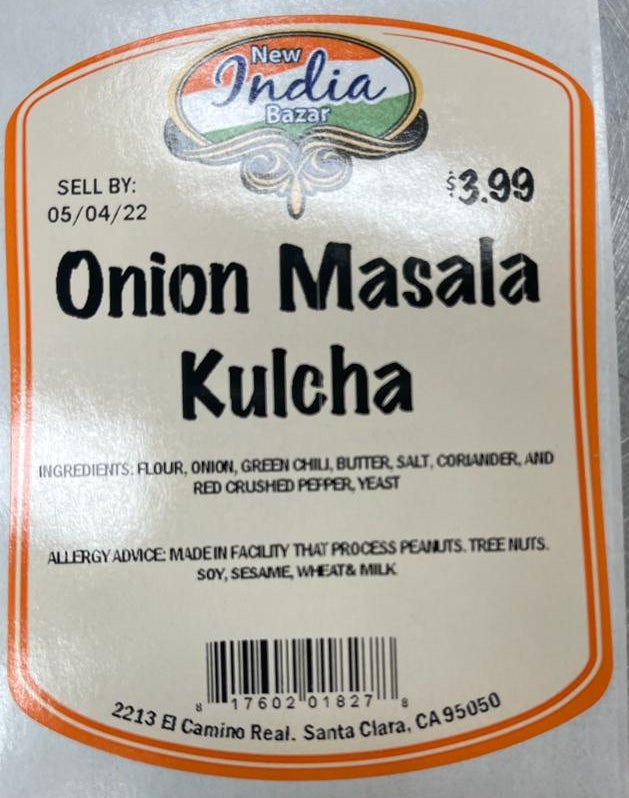 New
India
Bazar
SELL BY:
05/04/22
$3.99
Onion Masala
Kulcha
INGREDIENTS: FLOUR, ONION, GREEN CHILI, BUTTER, SALT, CORIANDER, AND
RED CRUSHED PEPPER, YEAST
ALLERGY ADVICE: MADE IN FACILITY THAT PROCESS PEANUTS. TREE NUTS.
SOY, SESAME, WHEAT& MILK
8 17602 01827 8
2213 El Camino Real. Santa Clara, CA 95050